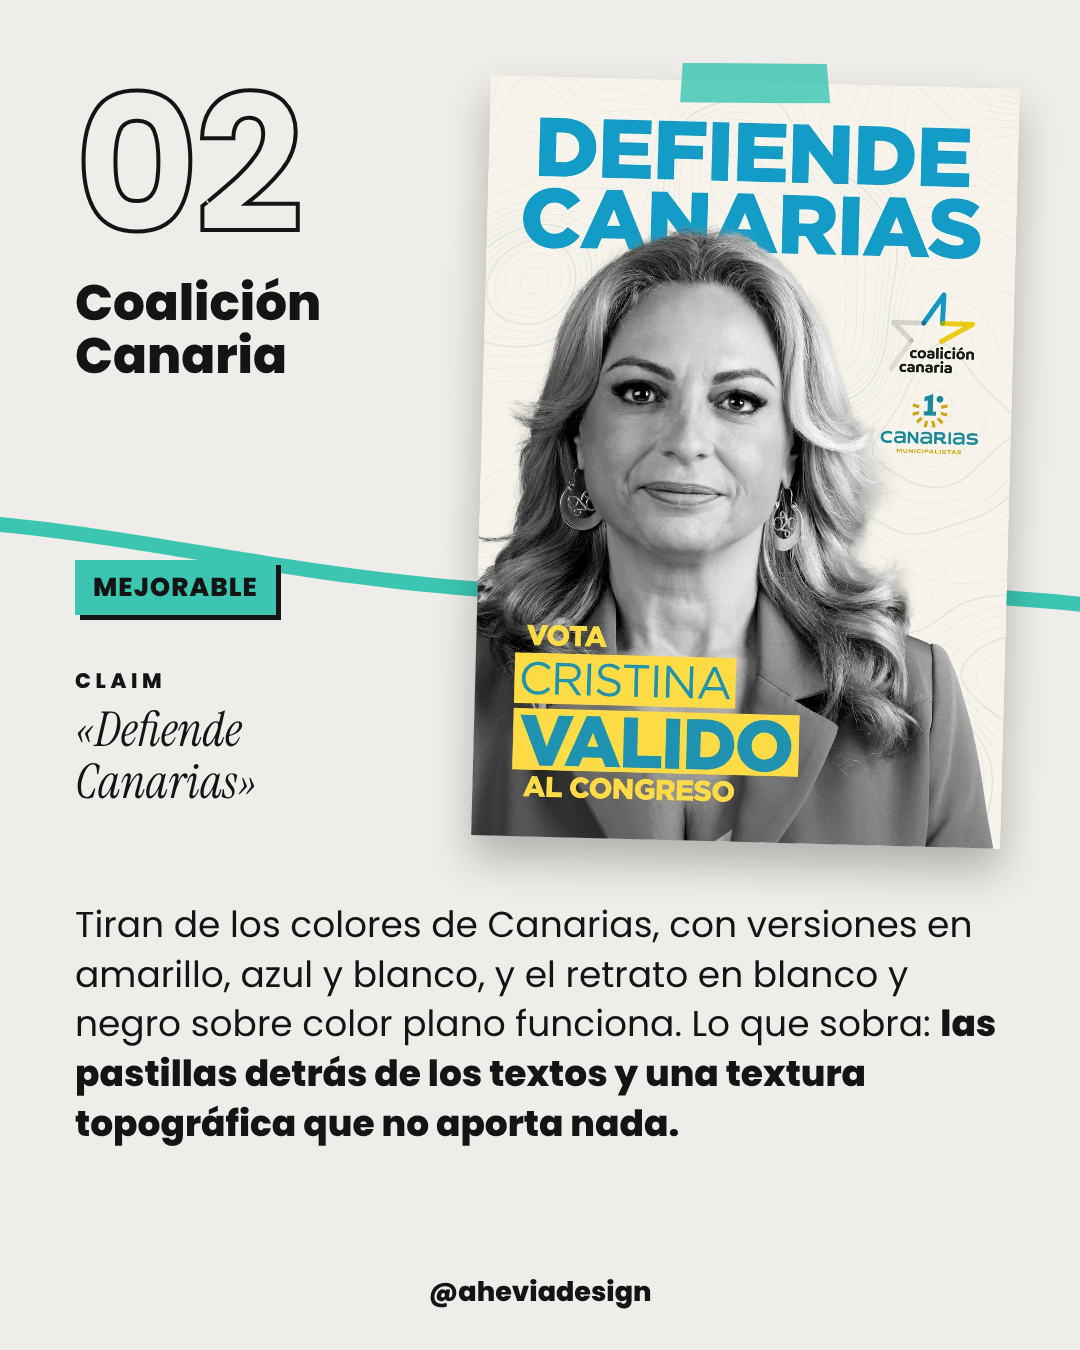 02
Coalición
Canaria
DEFIENDE
CANARIAS
coalición
canaria
1º
CANARIAS
MUNICIPALISTAS
VOTA
CRISTINA
VALIDO
AL CONGRESO
MEJORABLE
CLAIM
«Defiende
Canarias»
Tiran de los colores de Canarias, con versiones en
amarillo, azul y blanco, y el retrato en blanco y
negro sobre color plano funciona. Lo que sobra: las
pastillas detrás de los textos y una textura
topográfica que no aporta nada.
@aheviadesign